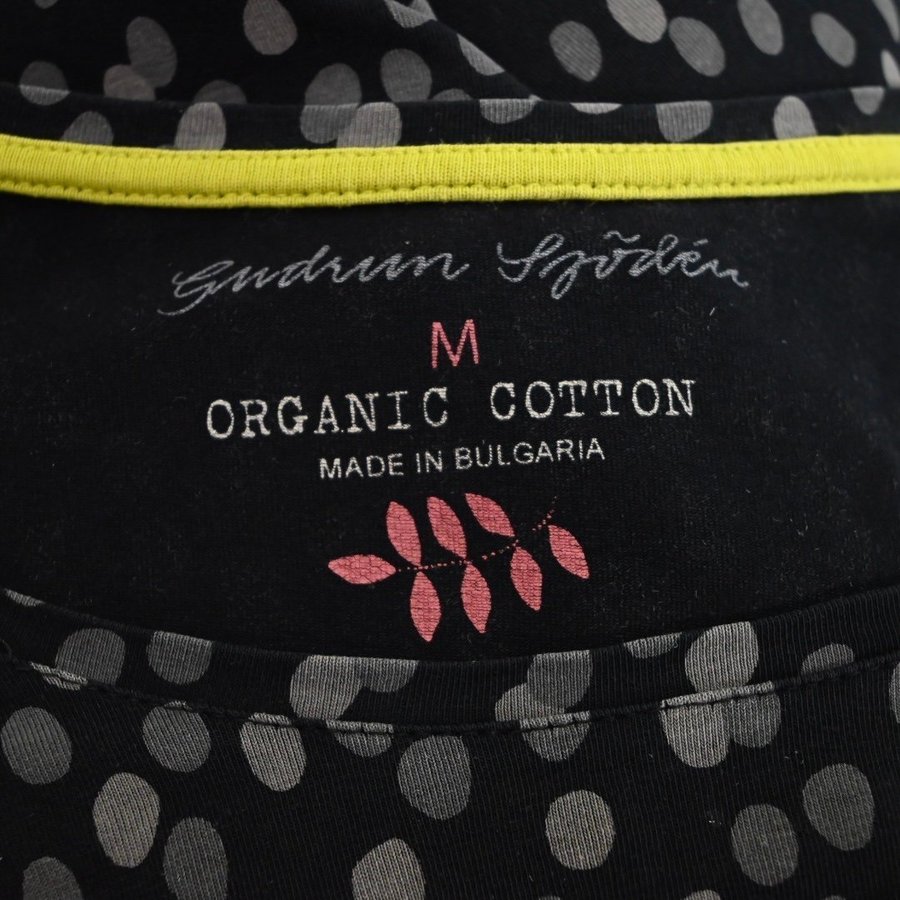 Gudrun Sjödén
M
ORGANIC COTTON
MADE IN BULGARIA